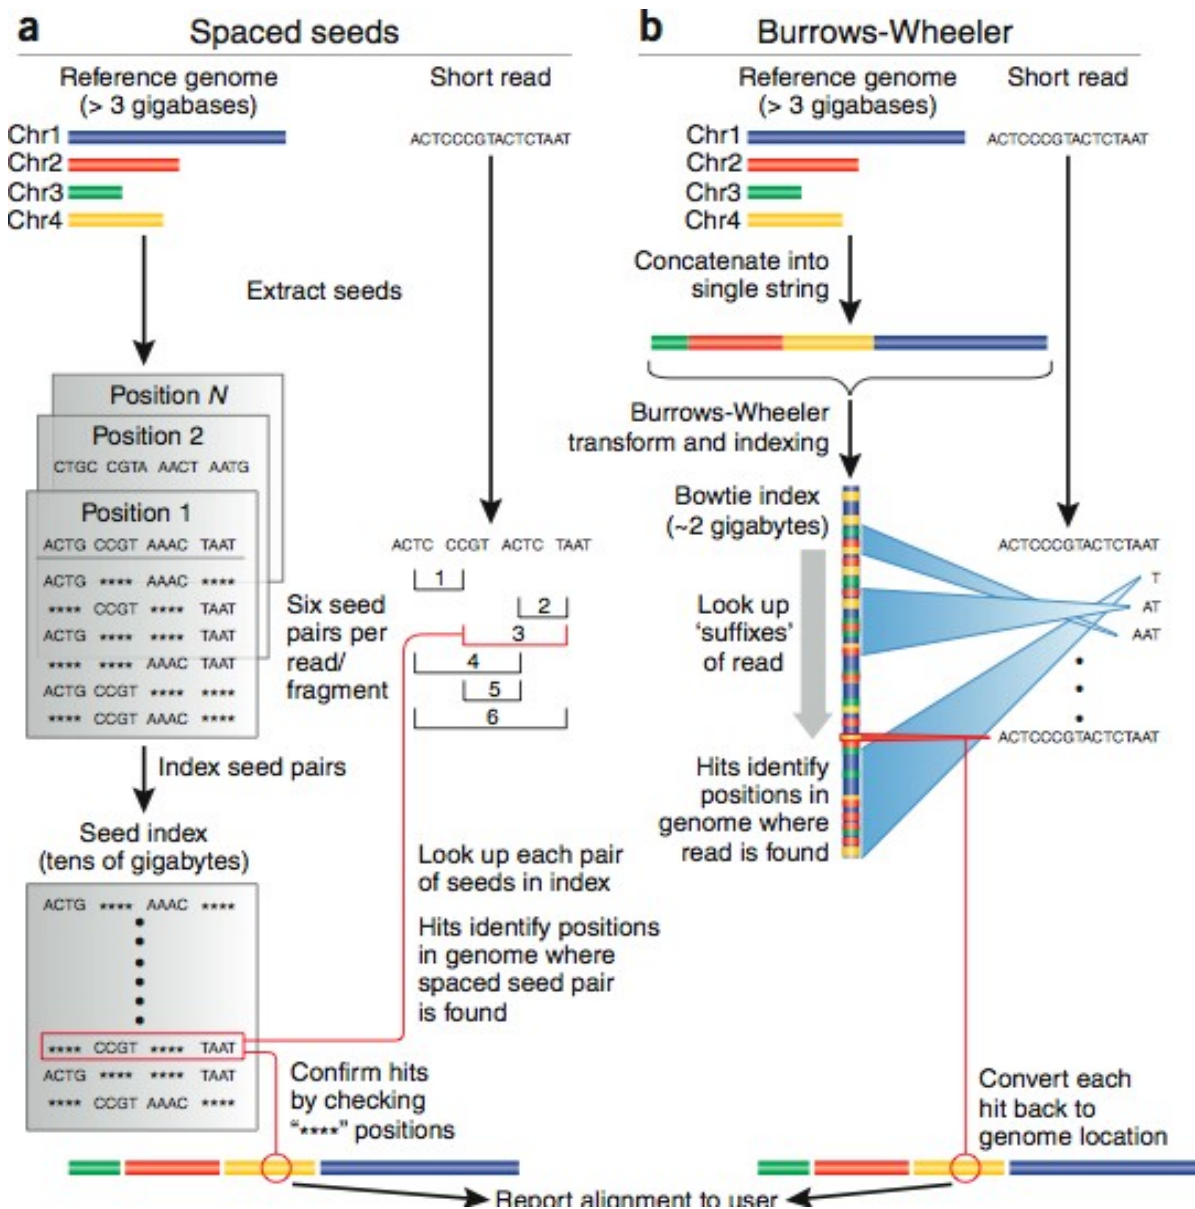 a Spaced seeds
Reference genome
(> 3 gigabases)
Short read
Chr1
Chr2
Chr3
Chr4
ACTCCCGTACTCTAAT
Extract seeds
Position N
Position 2
CTGC CGTA AACT AATG
Position 1
ACTG CCGT AAAC TAAT
ACTG **** AAAC ****
**** CCGT **** TAAT
ACTG **** **** TAAT
**** **** AAAC TAAT
ACTG CCGT **** ****
**** CCGT AAAC ****
ACTC CCGT ACTC TAAT
1
2
3
4
5
6
Six seed
pairs per
read/
fragment
Index seed pairs
Seed index
(tens of gigabytes)
ACTG **** AAAC ****
**** CCGT **** TAAT
ACTG **** **** TAAT
**** CCGT AAAC ****
Look up each pair
of seeds in index
Hits identify positions
in genome where
spaced seed pair
is found
Confirm hits
by checking
“****” positions
b Burrows-Wheeler
Reference genome
(> 3 gigabases)
Short read
Chr1
Chr2
Chr3
Chr4
ACTCCCGTACTCTAAT
Concatenate into
single string
Burrows-Wheeler
transform and indexing
Bowtie index
(~2 gigabytes)
ACTCCCGTACTCTAAT
T
AT
AAT
ACTCCCGTACTCTAAT
Look up
‘suffixes’
of read
Hits identify
positions in
genome where
read is found
Convert each
hit back to
genome location
Report alignment to user